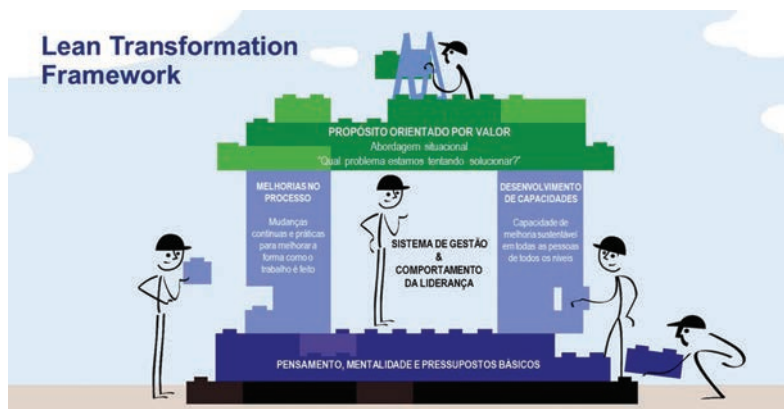 Lean Transformation
Framework
PROPÓSITO ORIENTADO POR VALOR
Abordagem situacional
"Qual problema estamos tentando solucionar?"
MELHORIAS NO
PROCESSO
Mudanças
contínuas e práticas
para melhorar a
forma como o
trabalho é feito
SISTEMA DE GESTÃO
&
COMPORTAMENTO
DA LIDERANÇA
DESENVOLVIMENTO
DE CAPACIDADES
Capacidade de
melhoria sustentável
em todas as pessoas
de todos os níveis
PENSAMENTO, MENTALIDADE E PRESSUPOSTOS BÁSICOS